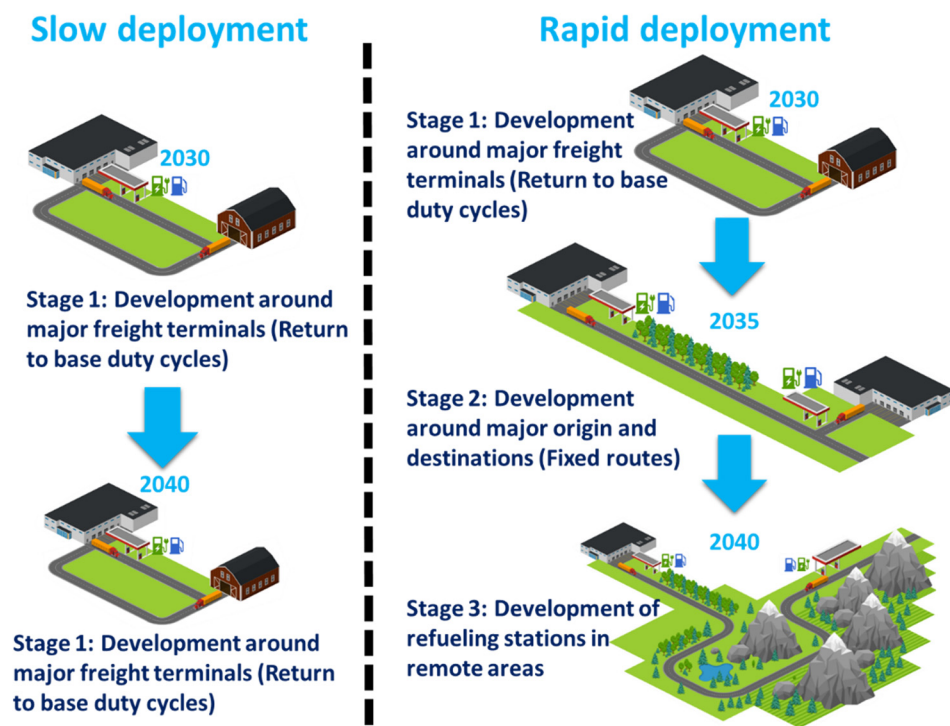 Slow deployment
2030
Stage 1: Development around
major freight terminals (Return
to base duty cycles)
2040
Stage 1: Development around
major freight terminals (Return
to base duty cycles)
Rapid deployment
2030
Stage 1: Development
around major freight
terminals (Return to base
duty cycles)
2035
Stage 2: Development
around major origin and
destinations (Fixed routes)
2040
Stage 3: Development of
refueling stations in
remote areas